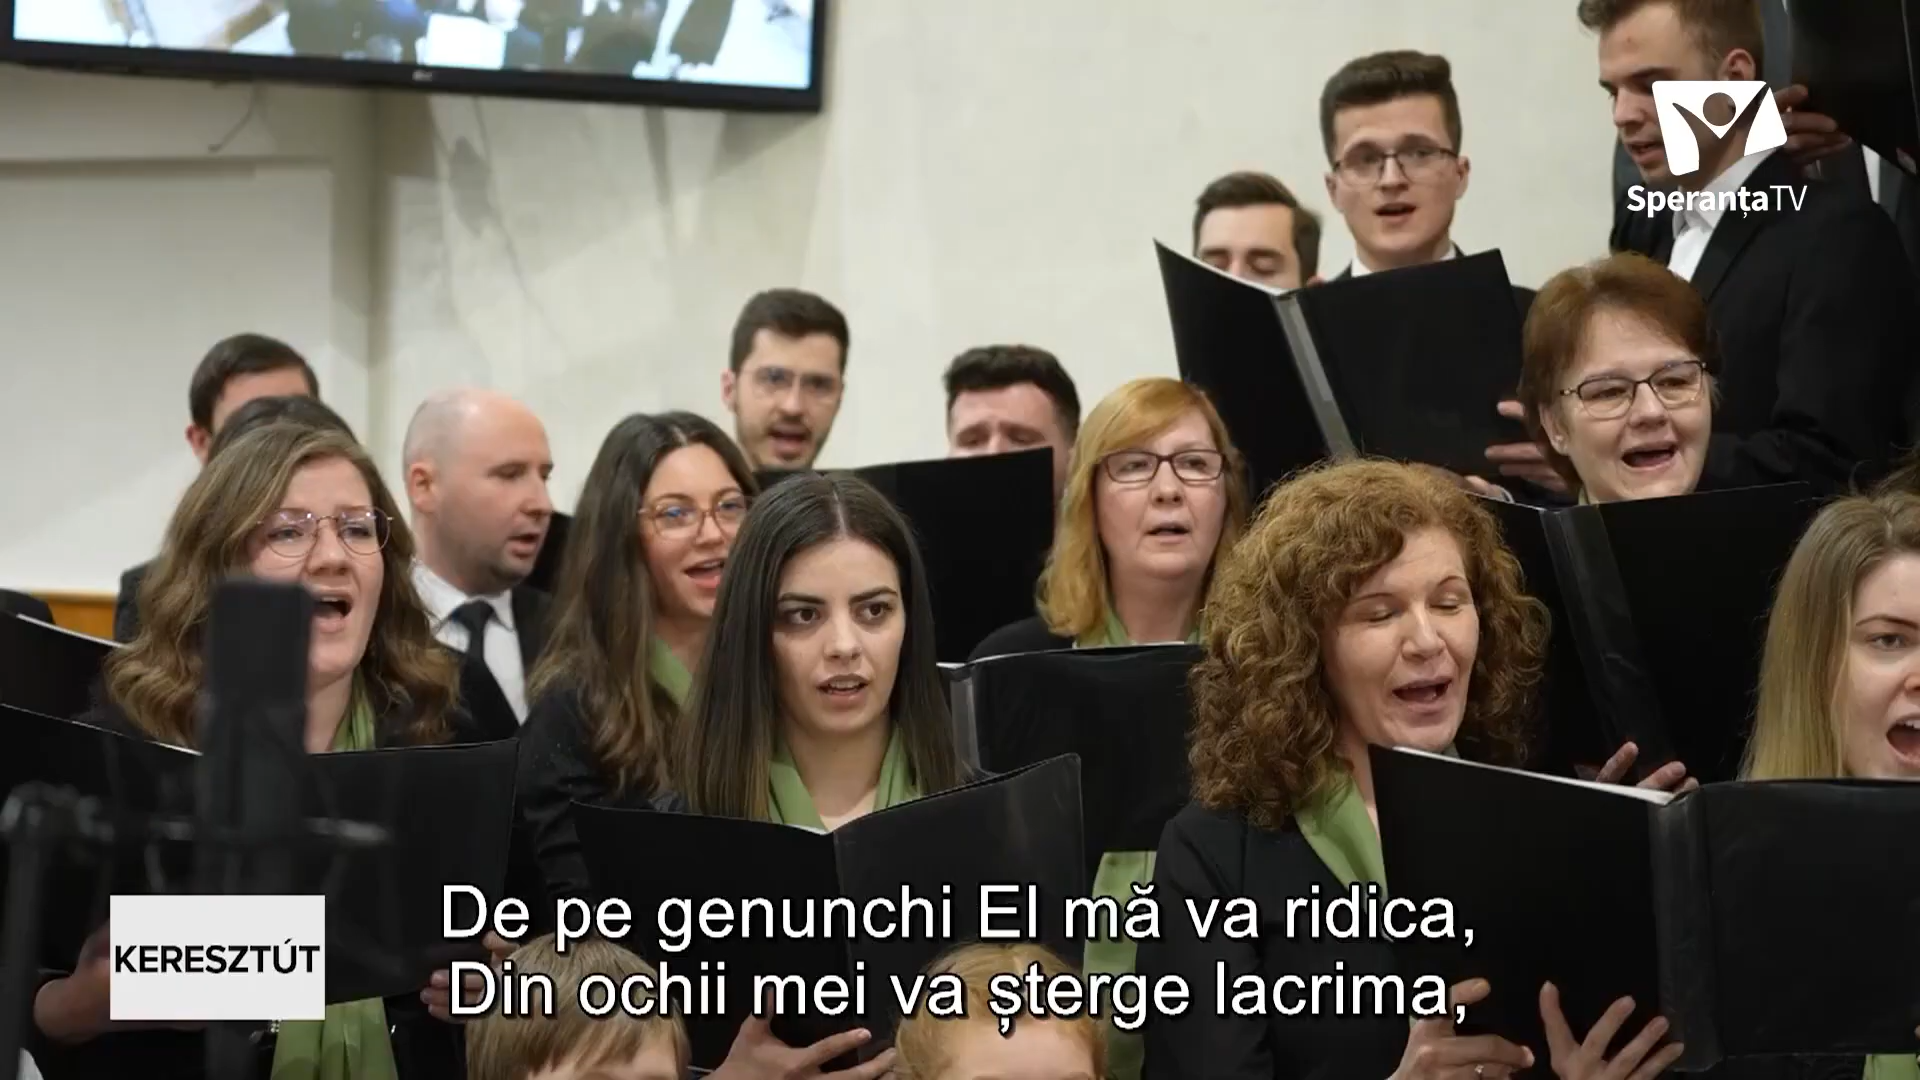 SperanțaTV
De pe genunchi El mă va ridica,
Din ochii mei va șterge lacrima,
KERESZTÚT